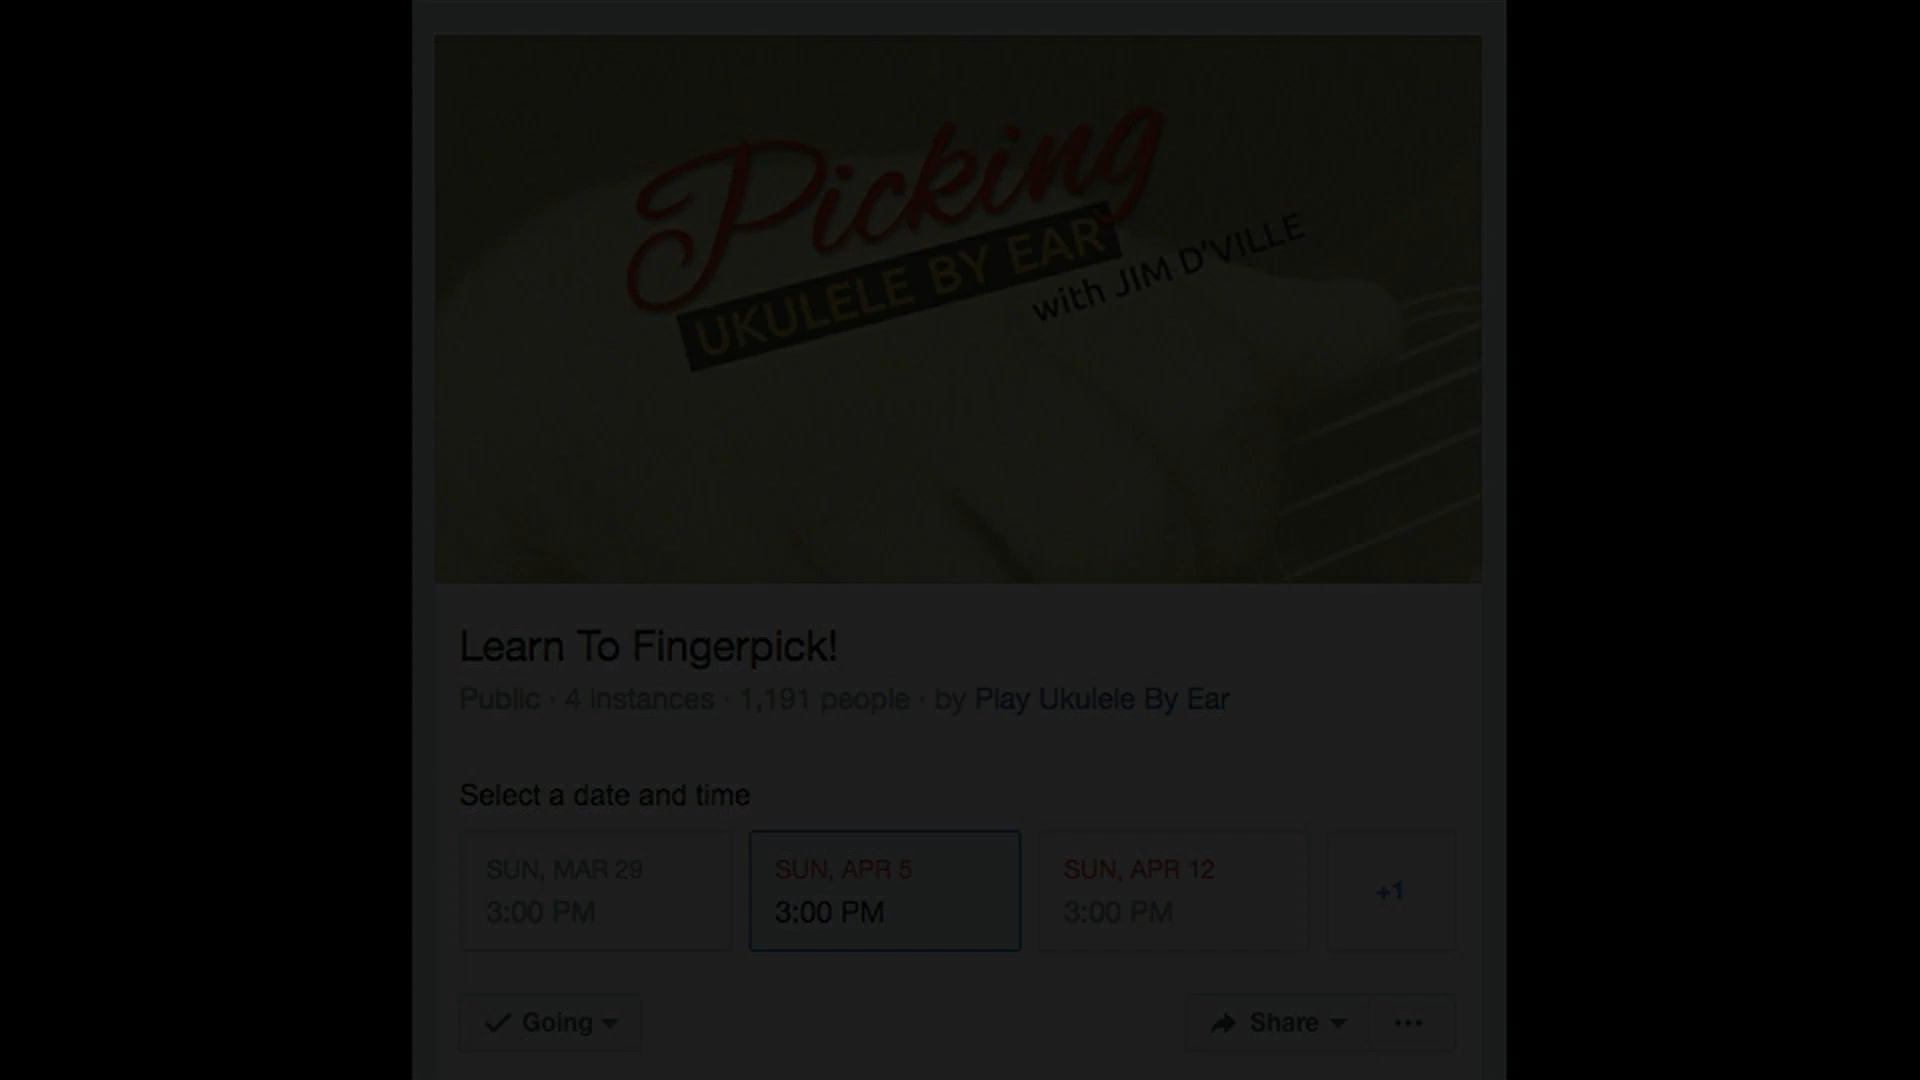 Picking
UKULELE BY EAR
with JIM D'VILLE
Learn To Fingerpick!
Public · 4 instances · 1,191 people · by Play Ukulele By Ear
Select a date and time
SUN, MAR 29
3:00 PM
SUN, APR 5
3:00 PM
SUN, APR 12
3:00 PM
+1
Going
Share